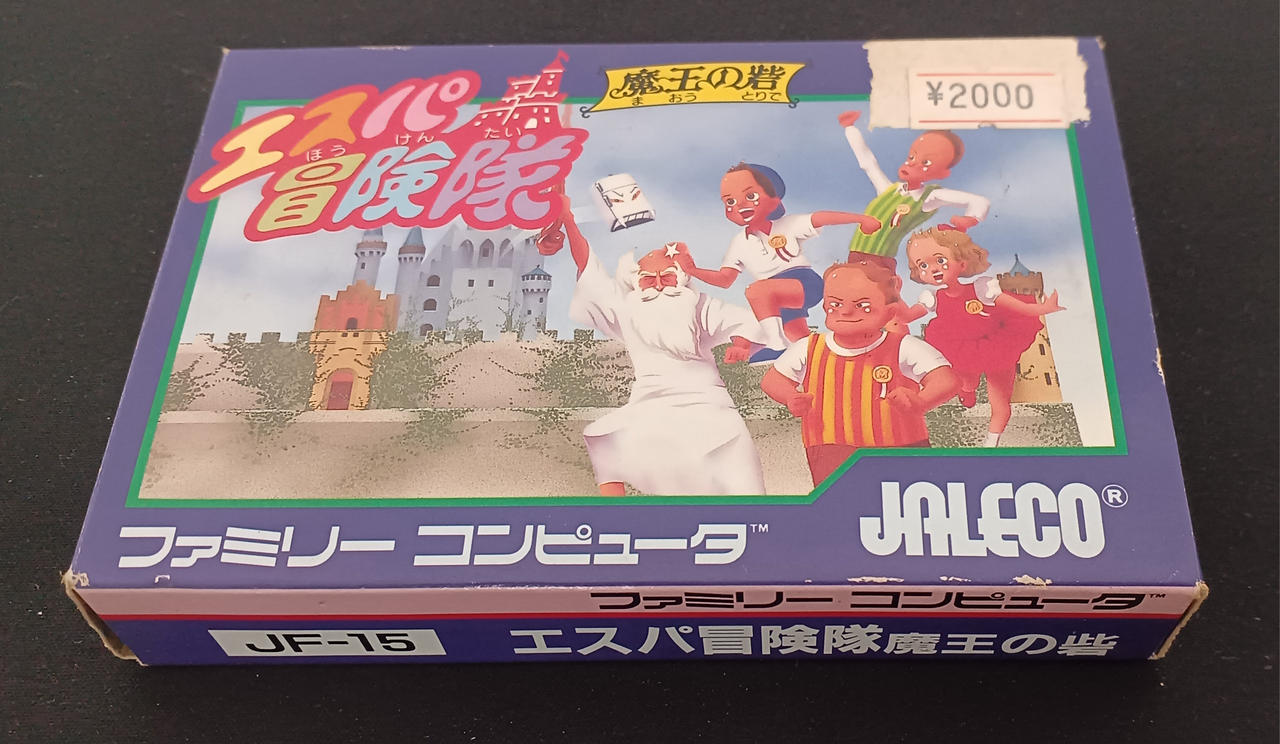 エスパ
冒険隊
ほう けん たい
魔王の砦
まおう とりで
¥2000
ファミリー コンピュータ™
JALECO®
ファミリー コンピュータ™
JF-15
エスパ冒険隊 魔王の砦